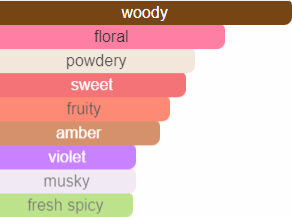 woody
floral
powdery
sweet
fruity
amber
violet
musky
fresh spicy